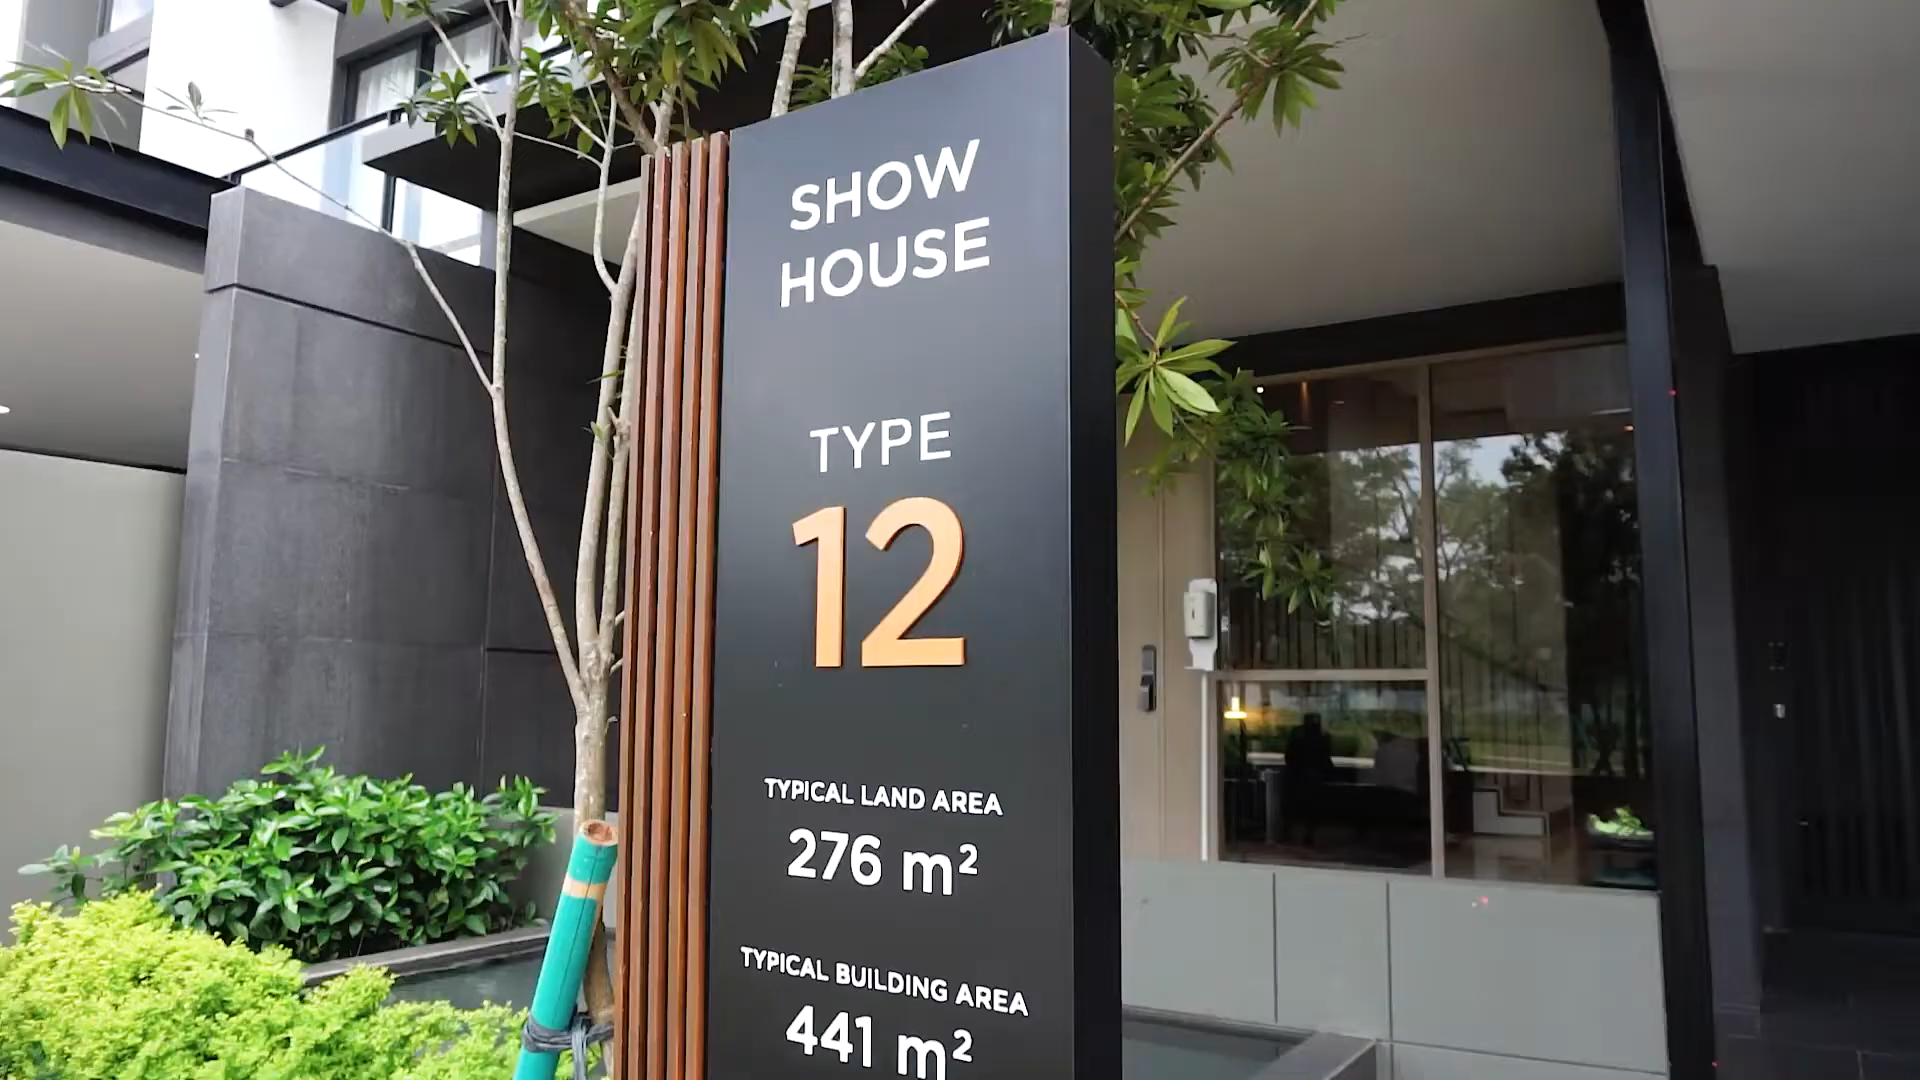 SHOW
HOUSE
TYPE
12
TYPICAL LAND AREA
276 m²
TYPICAL BUILDING AREA
441 m²